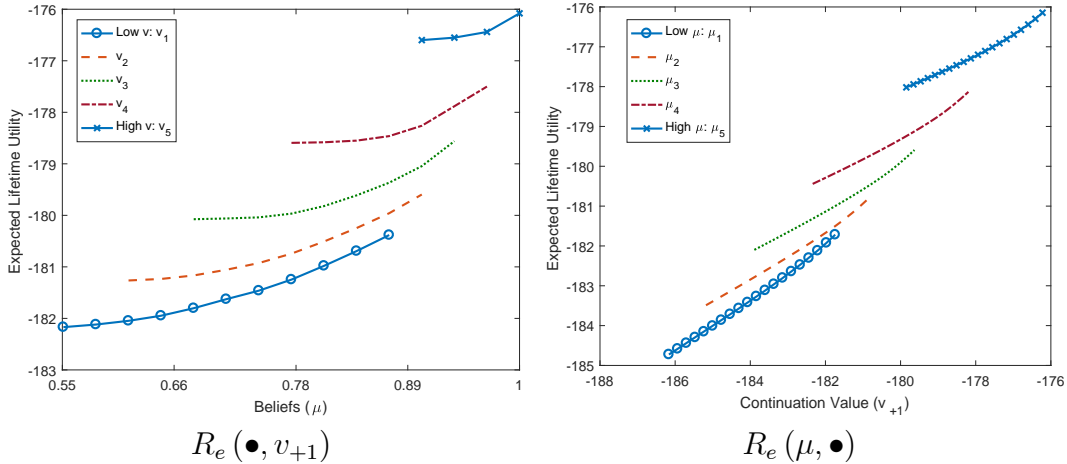 -176
-177
-178
-179
-180
-181
-182
-183
0.55
0.66
0.78
0.89
1
Expected Lifetime Utility
Beliefs (μ)
Low v: v1
v2
v3
v4
High v: v5
Re (●, v+1)
-176
-177
-178
-179
-180
-181
-182
-183
-184
-185
-188
-186
-184
-182
-180
-178
-176
Expected Lifetime Utility
Continuation Value (v+1)
Low μ: μ1
μ2
μ3
μ4
High μ: μ5
Re (μ, ●)